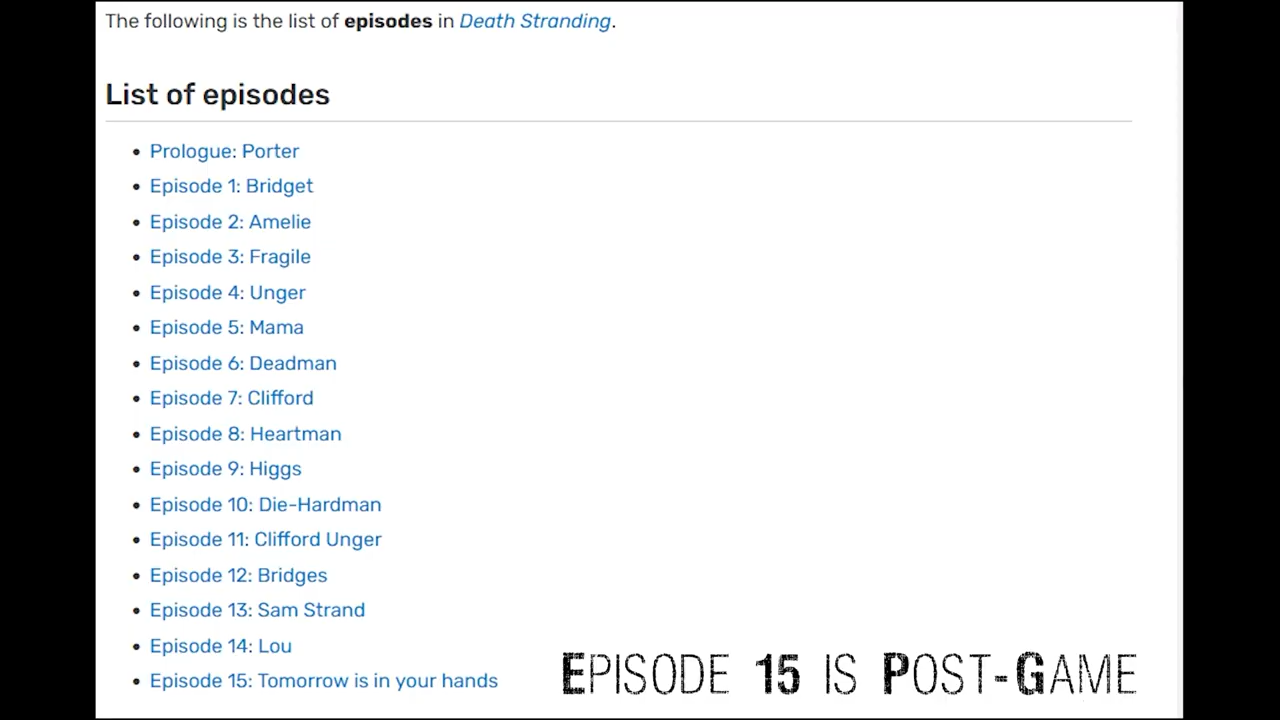 The following is the list of episodes in Death Stranding.
List of episodes
Prologue: Porter
Episode 1: Bridget
Episode 2: Amelie
Episode 3: Fragile
Episode 4: Unger
Episode 5: Mama
Episode 6: Deadman
Episode 7: Clifford
Episode 8: Heartman
Episode 9: Higgs
Episode 10: Die-Hardman
Episode 11: Clifford Unger
Episode 12: Bridges
Episode 13: Sam Strand
Episode 14: Lou
Episode 15: Tomorrow is in your hands
EPISODE 15 IS POST-GAME